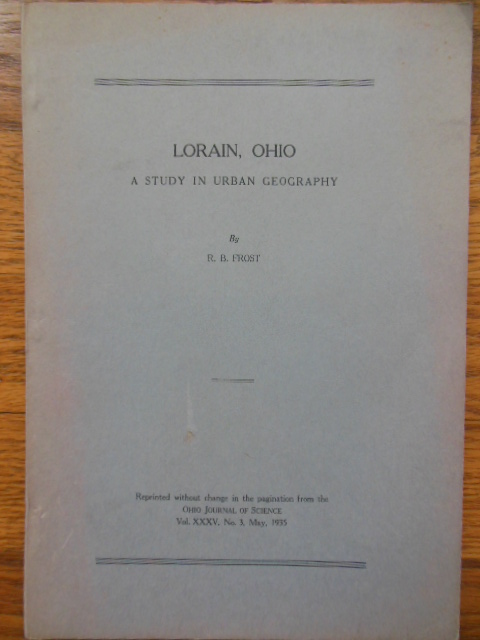 LORAIN, OHIO
A STUDY IN URBAN GEOGRAPHY
By
R. B. FROST
Reprinted without change in the pagination from the
OHIO JOURNAL OF SCIENCE
Vol. XXXV, No. 3, May, 1935